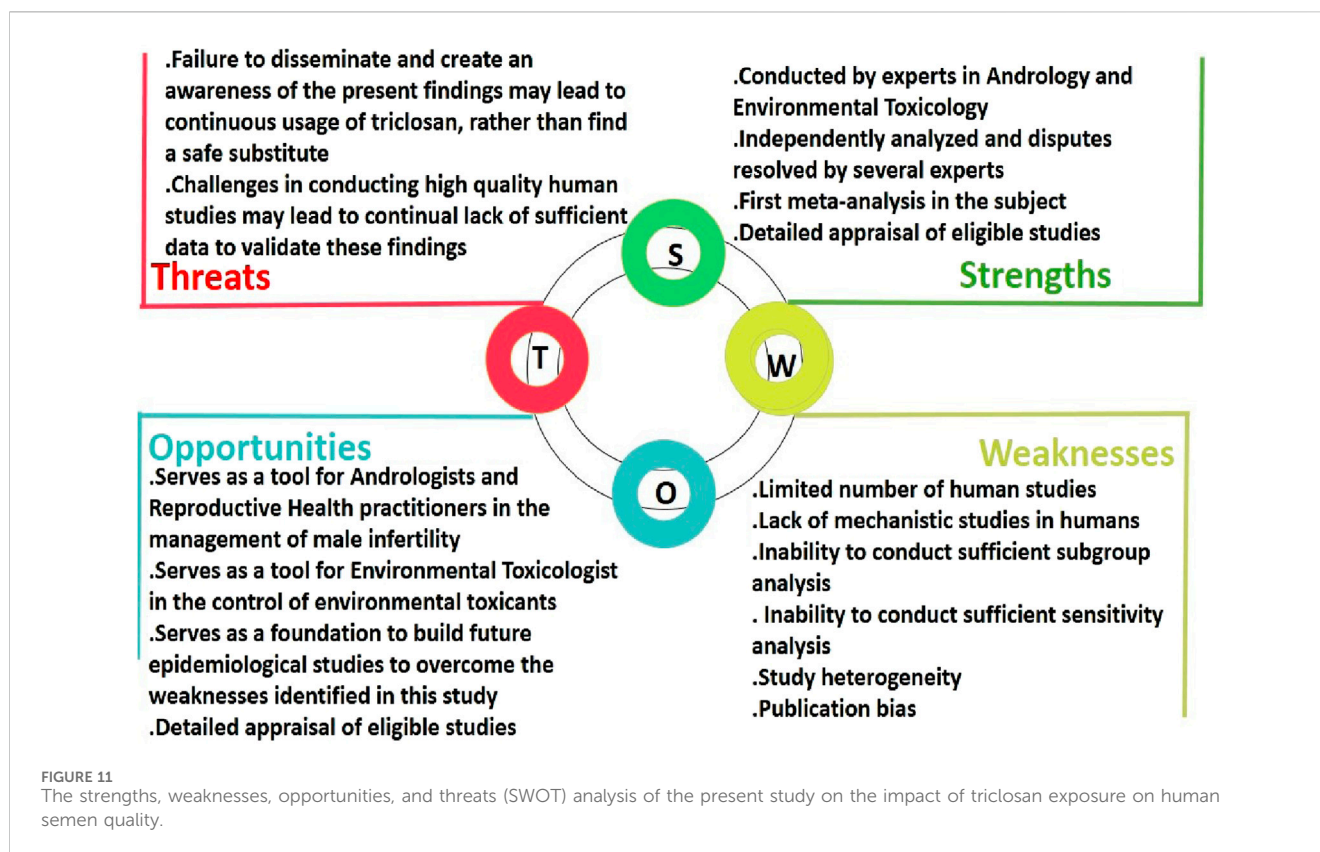 .Failure to disseminate and create an
awareness of the present findings may lead to
continuous usage of triclosan, rather than find
a safe substitute
.Challenges in conducting high quality human
studies may lead to continual lack of sufficient
data to validate these findings
Threats
.Conducted by experts in Andrology and
Environmental Toxicology
.Independently analyzed and disputes
resolved by several experts
.First meta-analysis in the subject
.Detailed appraisal of eligible studies
Strengths
S
T
W
O
Opportunities
.Serves as a tool for Andrologists and
Reproductive Health practitioners in the
management of male infertility
.Serves as a tool for Environmental Toxicologist
in the control of environmental toxicants
.Serves as a foundation to build future
epidemiological studies to overcome the
weaknesses identified in this study
.Detailed appraisal of eligible studies
Weaknesses
.Limited number of human studies
.Lack of mechanistic studies in humans
.Inability to conduct sufficient subgroup
analysis
. Inability to conduct sufficient sensitivity
analysis
.Study heterogeneity
.Publication bias
FIGURE 11
The strengths, weaknesses, opportunities, and threats (SWOT) analysis of the present study on the impact of triclosan exposure on human
semen quality.